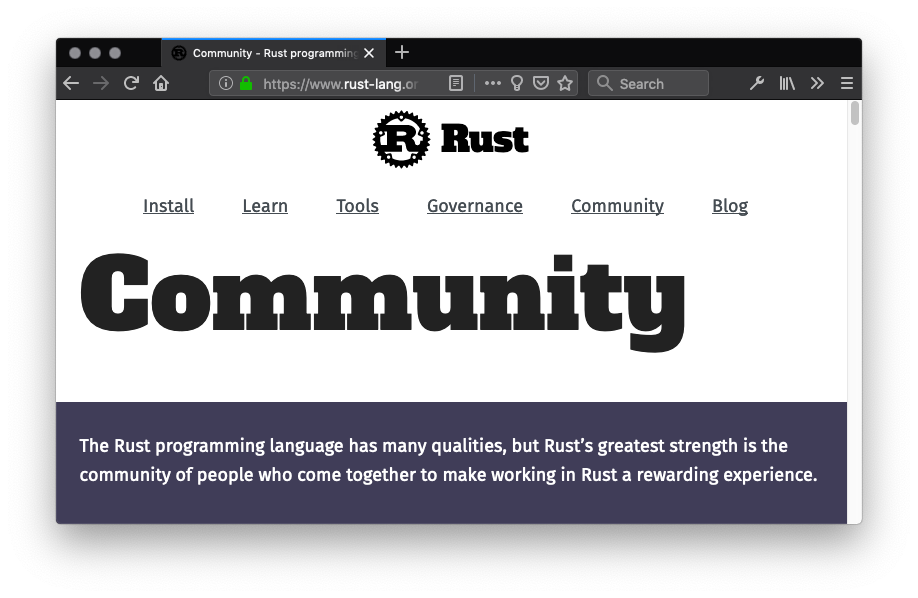 Community - Rust programming
https://www.rust-lang.or
Search
R Rust
Install Learn Tools Governance Community Blog
Community
The Rust programming language has many qualities, but Rust’s greatest strength is the
community of people who come together to make working in Rust a rewarding experience.